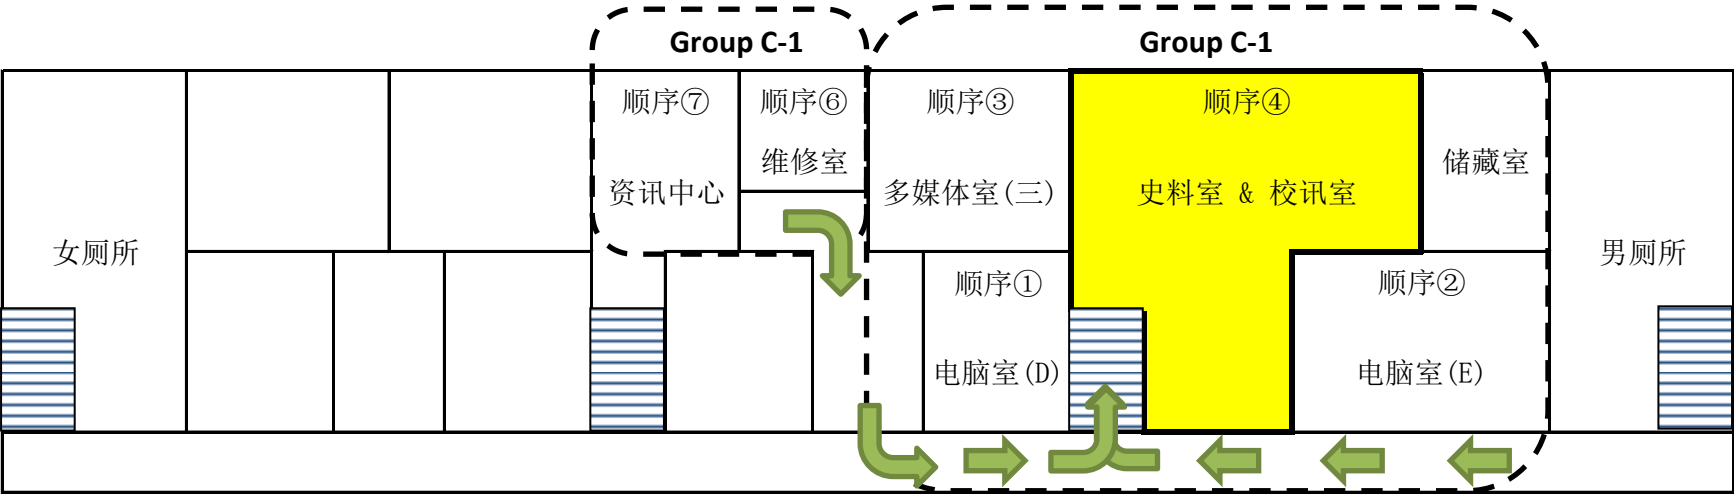 Group C-1
Group C-1
顺序⑦
顺序⑥
顺序③
顺序④
维修室
储藏室
资讯中心
多媒体室(三)
史料室 & 校讯室
女厕所
男厕所
顺序①
顺序②
电脑室(D)
电脑室(E)